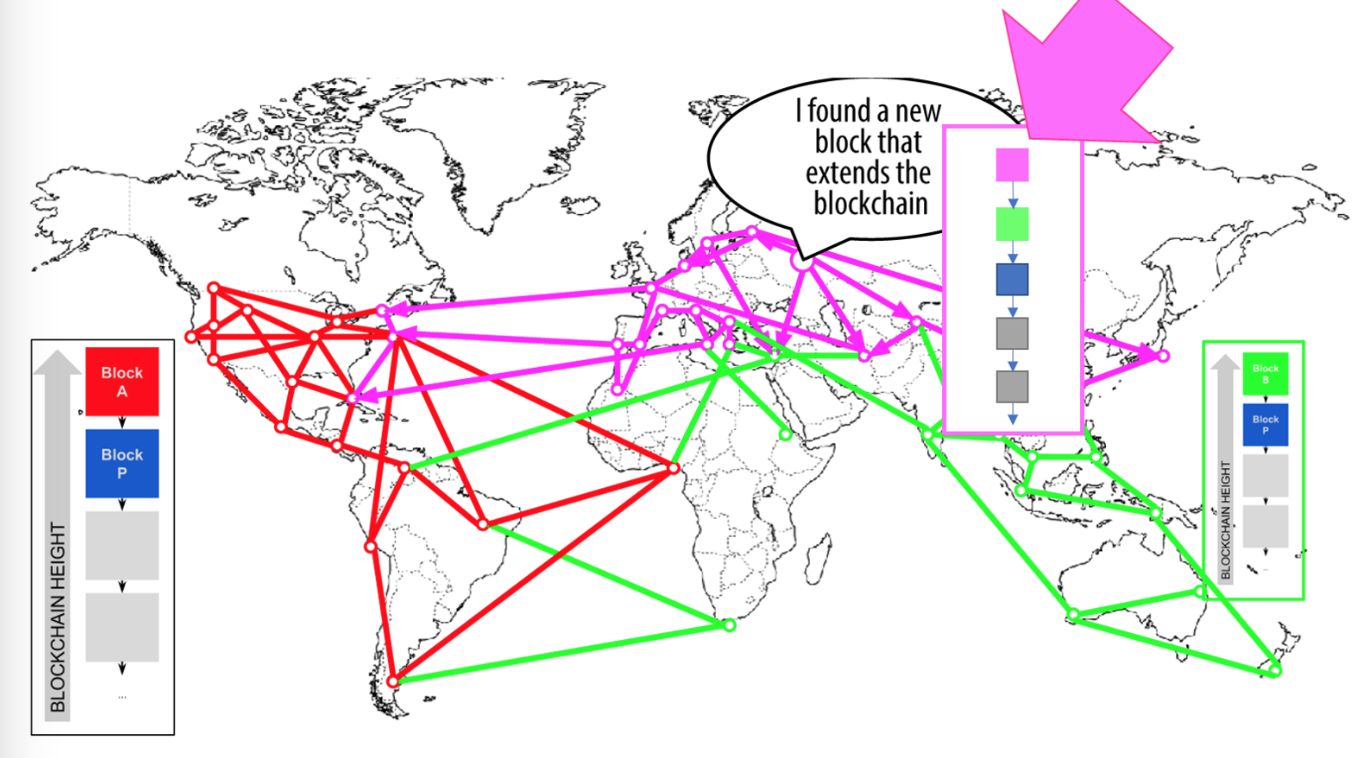 I found a new
block that
extends the
blockchain
BLOCKCHAIN HEIGHT
Block
A
Block
P
...
BLOCKCHAIN HEIGHT
Block
B
Block
P
...